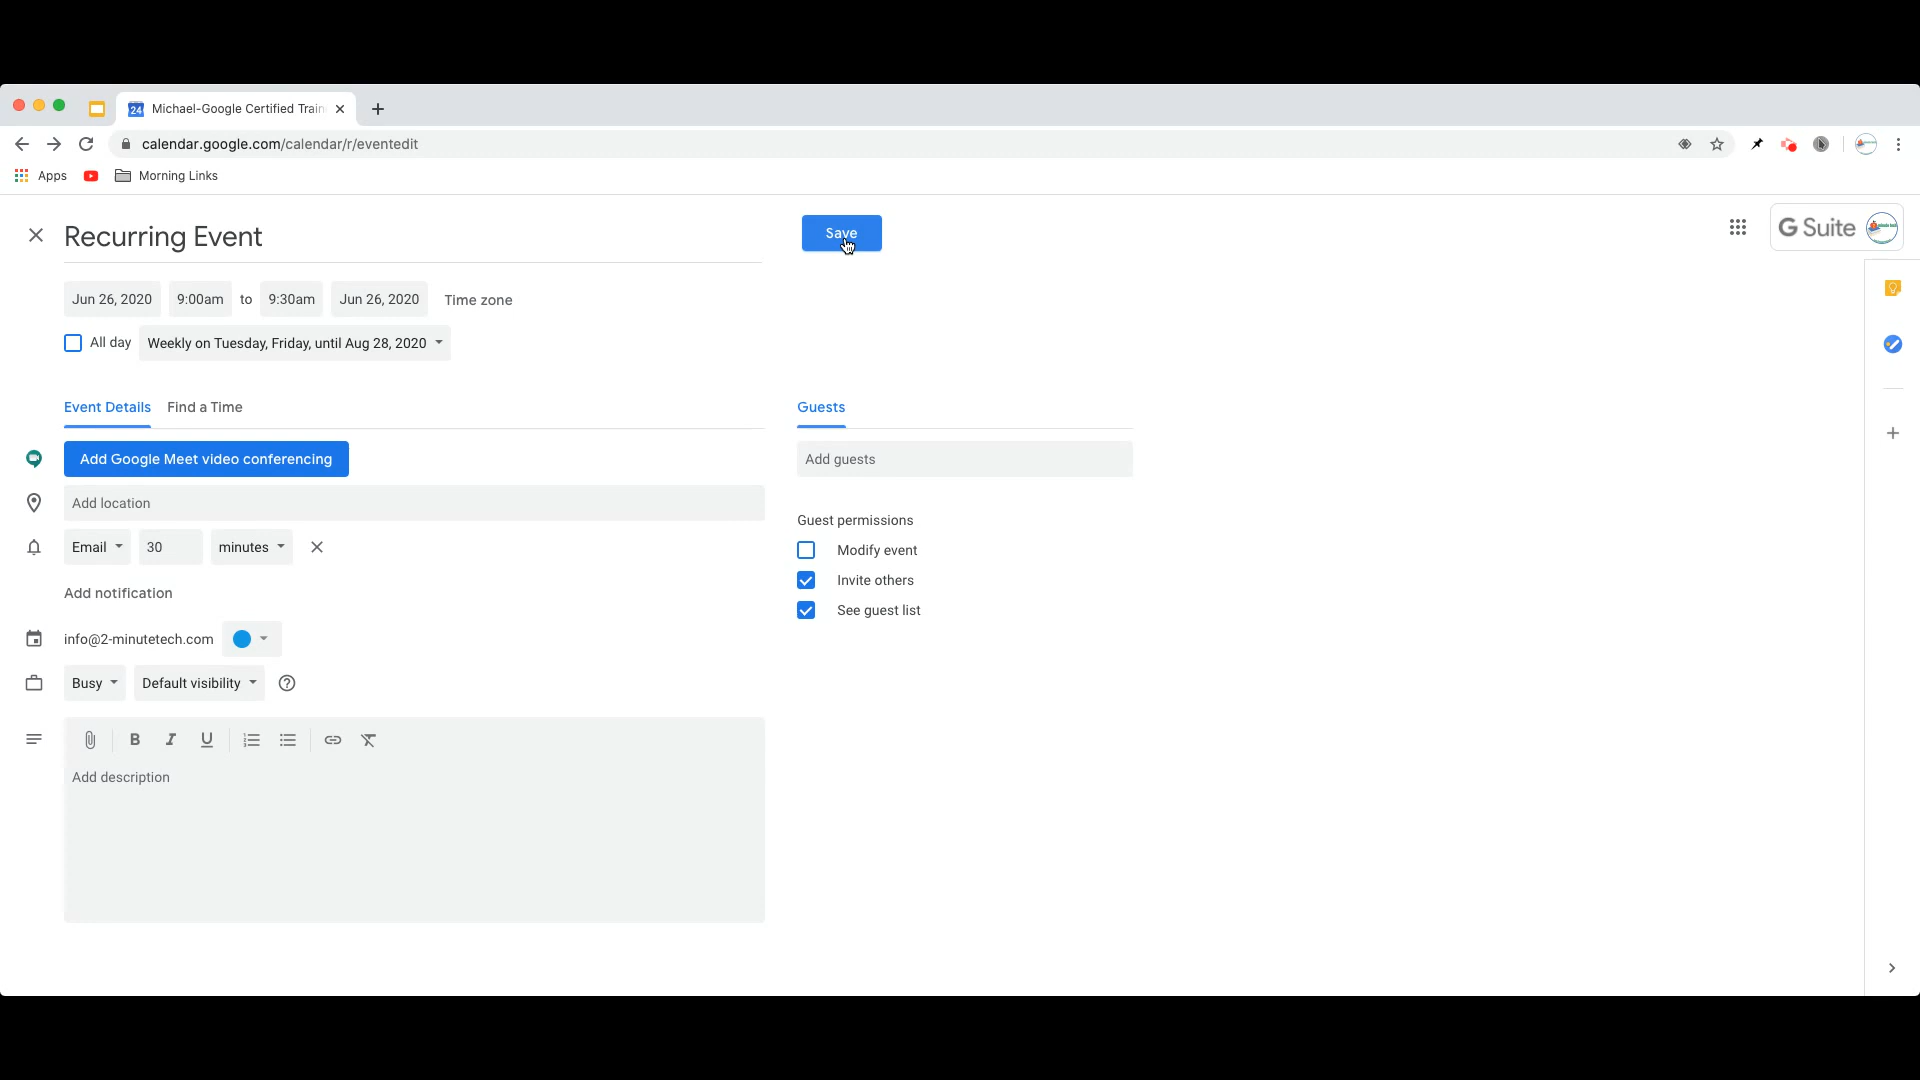 24 Michael-Google Certified Train
calendar.google.com/calendar/r/eventedit
Apps Morning Links
Recurring Event
Save
G Suite
Jun 26, 2020 9:00am to 9:30am Jun 26, 2020 Time zone
All day Weekly on Tuesday, Friday, until Aug 28, 2020
Event Details Find a Time
Guests
Add Google Meet video conferencing
Add guests
Add location
Guest permissions
Email 30 minutes
Modify event
Invite others
Add notification
See guest list
info@2-minutetech.com
Busy Default visibility
B I U
Add description